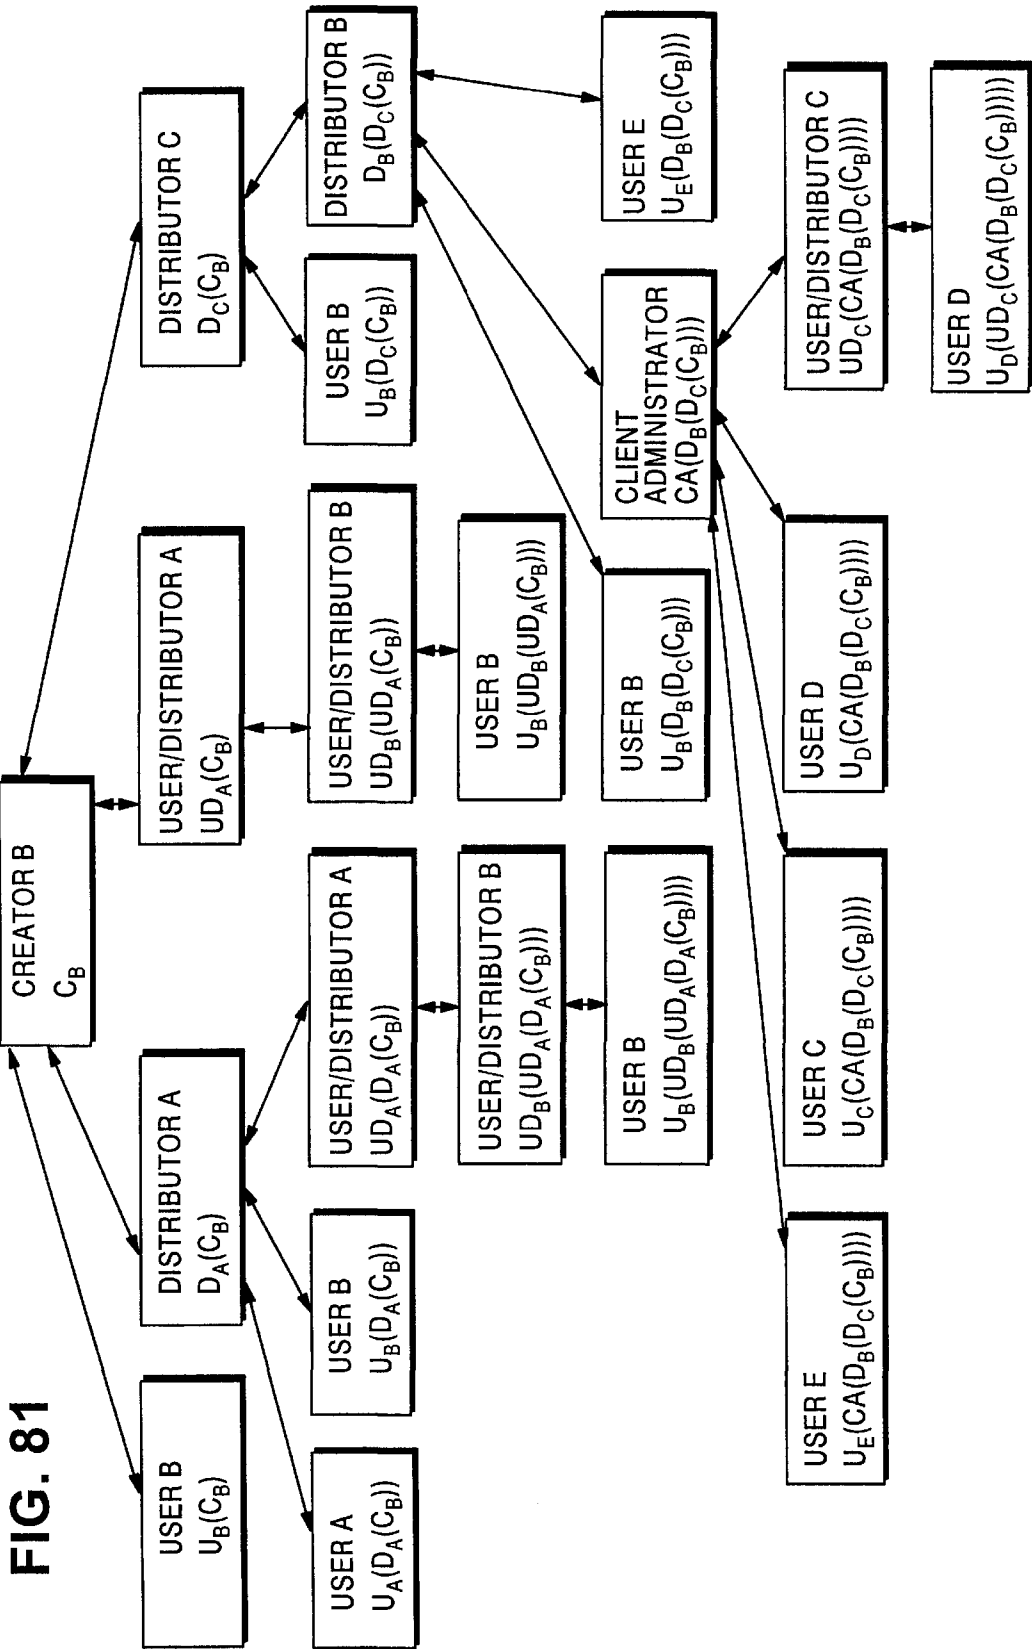 FIG. 81
CREATOR B
C_B
USER B
U_B(C_B)
DISTRIBUTOR A
D_A(C_B)
USER/DISTRIBUTOR A
UD_A(C_B)
DISTRIBUTOR C
D_C(C_B)
USER A
U_A(D_A(C_B))
USER B
U_B(D_A(C_B))
USER/DISTRIBUTOR A
UD_A(D_A(C_B))
USER/DISTRIBUTOR B
UD_B(UD_A(C_B))
USER B
U_B(D_C(C_B))
DISTRIBUTOR B
D_B(D_C(C_B))
USER/DISTRIBUTOR B
UD_B(UD_A(D_A(C_B)))
USER B
U_B(UD_B(UD_A(C_B)))
USER B
U_B(UD_B(UD_A(D_A(C_B))))
USER B
U_B(D_B(D_C(C_B)))
CLIENT
ADMINISTRATOR
CA(D_B(D_C(C_B)))
USER E
U_E(D_B(D_C(C_B)))
USER E
U_E(CA(D_B(D_C(C_B))))
USER C
U_C(CA(D_B(D_C(C_B))))
USER D
U_D(CA(D_B(D_C(C_B))))
USER/DISTRIBUTOR C
UD_C(CA(D_B(D_C(C_B))))
USER D
U_D(UD_C(CA(D_B(D_C(C_B)))))